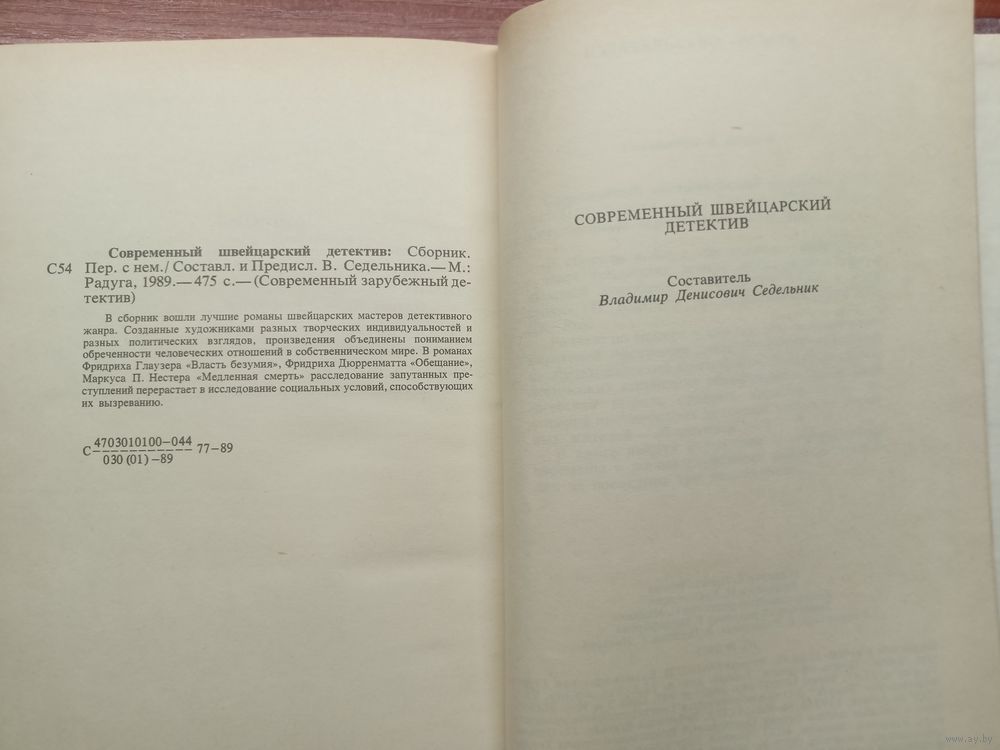 Современный швейцарский детектив: Сборник.
С54 Пер. с нем./ Составл. и Предисл. В. Седельника.— М.:
Радуга, 1989.— 475 с.— (Современный зарубежный де-
тектив)
В сборник вошли лучшие романы швейцарских мастеров детективного
жанра. Созданные художниками разных творческих индивидуальностей и
разных политических взглядов, произведения объединены пониманием
обреченности человеческих отношений в собственническом мире. В романах
Фридриха Глаузера «Власть безумия», Фридриха Дюрренматта «Обещание»,
Маркуса П. Нестера «Медленная смерть» расследование запутанных пре-
ступлений перерастает в исследование социальных условий, способствующих
их вызреванию.
4703010100—044
С ——— 77—89
030 (01) —89
СОВРЕМЕННЫЙ ШВЕЙЦАРСКИЙ
ДЕТЕКТИВ
Составитель
Владимир Денисович Седельник
www.ay.by